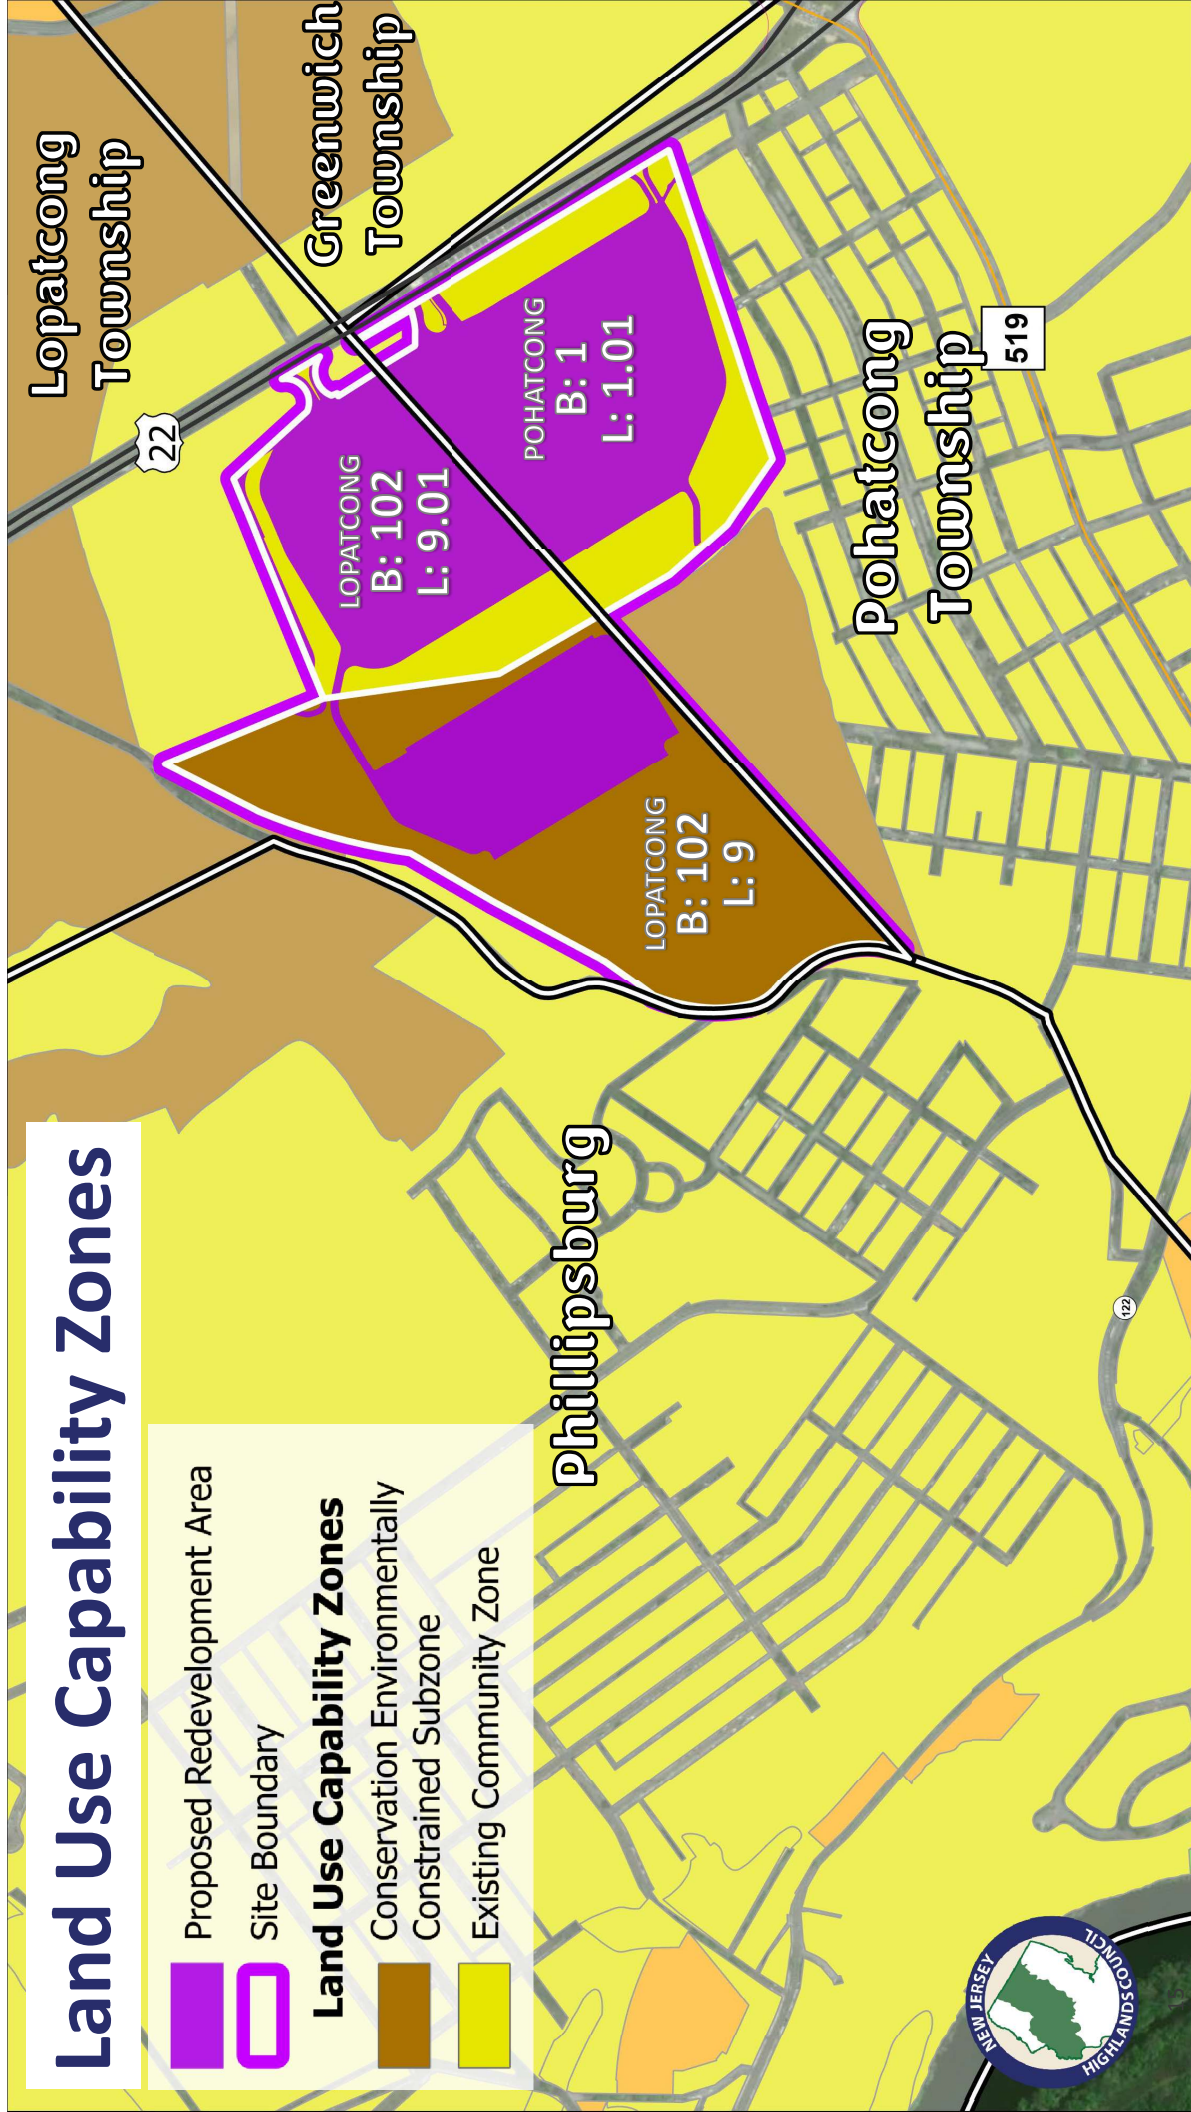 Land Use Capability Zones
Proposed Redevelopment Area
Site Boundary
Land Use Capability Zones
Conservation Environmentally
Constrained Subzone
Existing Community Zone
Lopatcong
Township
Greenwich
Township
22
LOPATCONG
B: 102
L: 9.01
POHATCONG
B: 1
L: 1.01
LOPATCONG
B: 102
L: 9
Pohatcong
Township
519
Phillipsburg
122
NEW JERSEY
HIGHLANDS COUNCIL